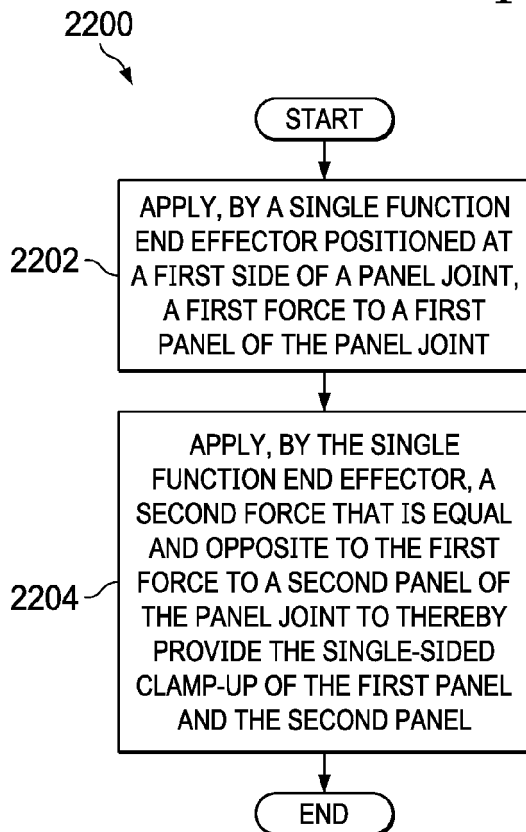 2200
START
2202
APPLY, BY A SINGLE FUNCTION
END EFFECTOR POSITIONED AT
A FIRST SIDE OF A PANEL JOINT,
A FIRST FORCE TO A FIRST
PANEL OF THE PANEL JOINT
2204
APPLY, BY THE SINGLE
FUNCTION END EFFECTOR, A
SECOND FORCE THAT IS EQUAL
AND OPPOSITE TO THE FIRST
FORCE TO A SECOND PANEL OF
THE PANEL JOINT TO THEREBY
PROVIDE THE SINGLE-SIDED
CLAMP-UP OF THE FIRST PANEL
AND THE SECOND PANEL
END